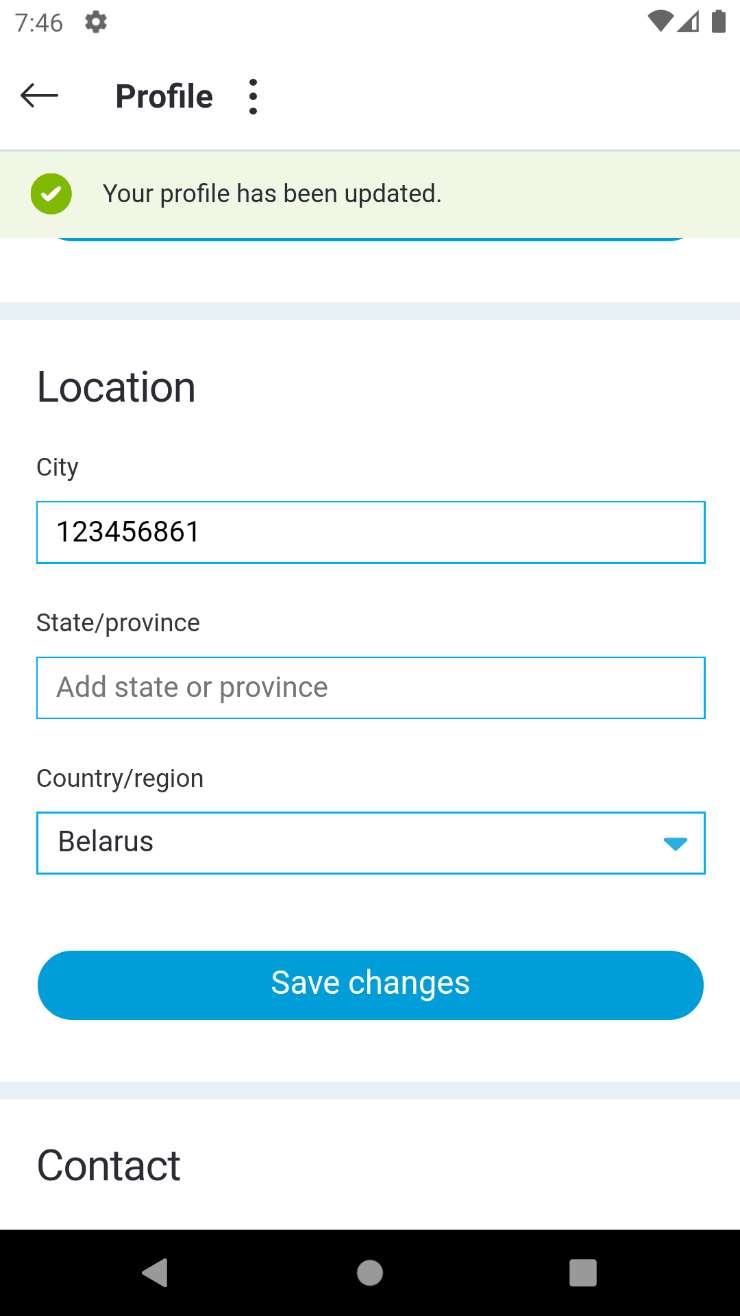 7:46
Profile
Your profile has been updated.
Location
City
123456861
State/province
Add state or province
Country/region
Belarus
Save changes
Contact